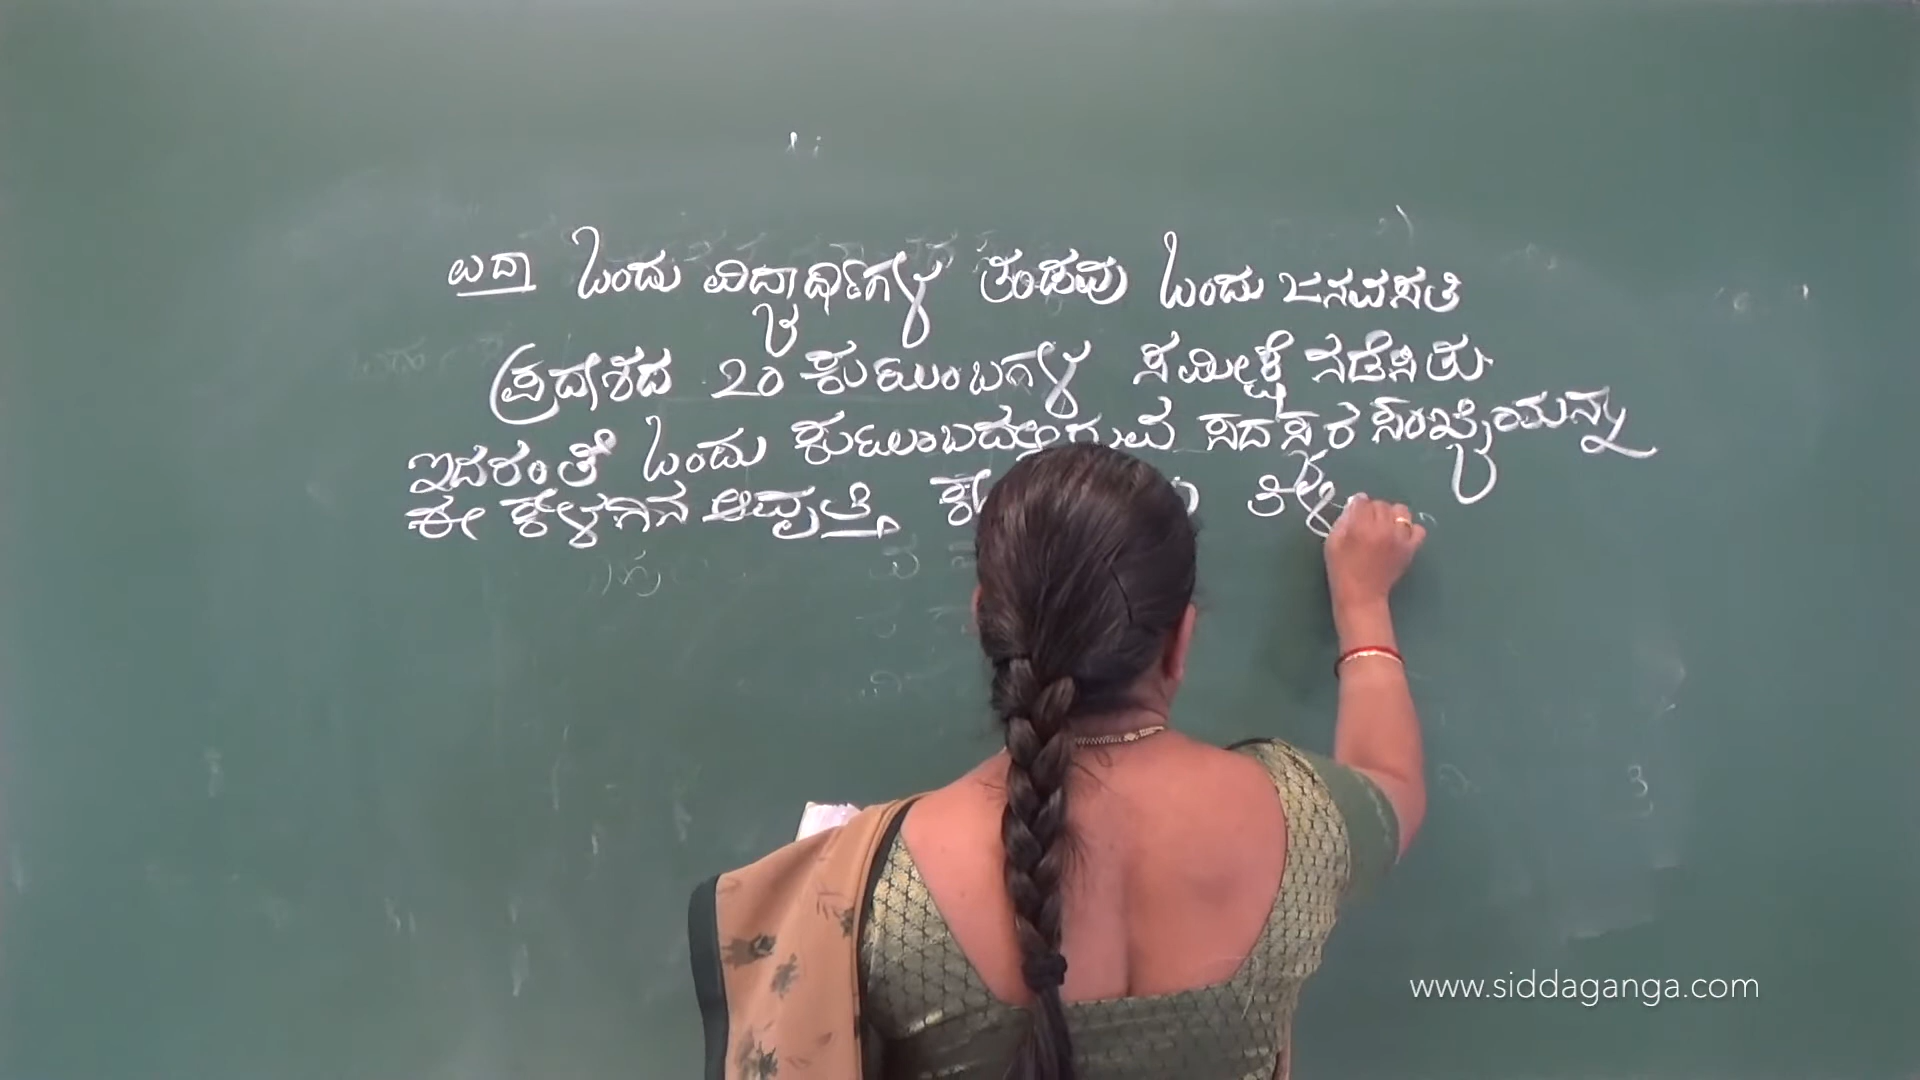 ಉದಾ ಒಂದು ವಿದ್ಯಾರ್ಥಿಗಳ ತಂಡವು ಒಂದು ಜನವಸತಿ
ಪ್ರದೇಶದ 20 ಕುಟುಂಬಗಳ ಸಮೀಕ್ಷೆ ನಡೆಸಿತು
ಇದರಂತೆ ಒಂದು ಕುಟುಂಬದಲ್ಲಿರುವ ಸದಸ್ಯರ ಸಂಖ್ಯೆಯನ್ನು
ಈ ಕೆಳಗಿನ ಆವೃತ್ತಿ
www.siddaganga.com